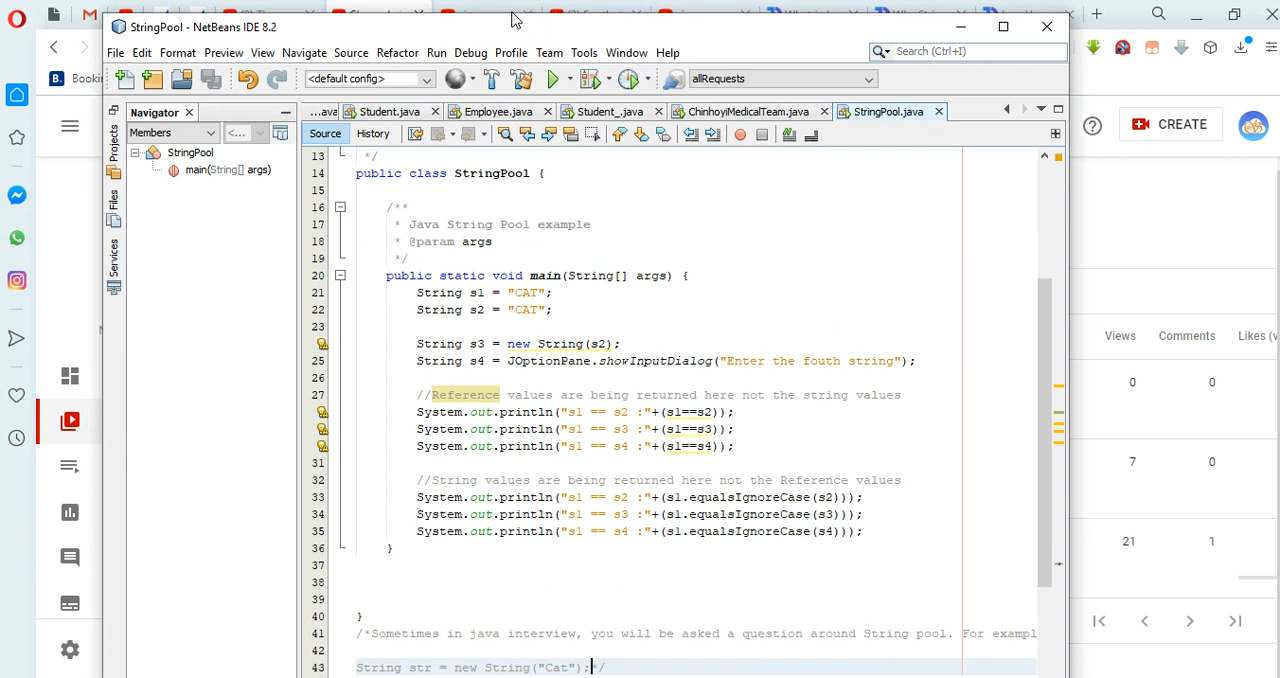 StringPool - NetBeans IDE 8.2
File Edit Format Preview View Navigate Source Refactor Run Debug Profile Team Tools Window Help
Search (Ctrl+I)
B. Booki
<default config>
allRequests
Navigator
Members
<...
StringPool
main(String[] args)
Projects
Files
Services
...ava
Student.java
Employee.java
Student_.java
ChinhoyiMedicalTeam.java
StringPool.java
Source
History
13 */
14 public class StringPool {
15
16 /**
17 * Java String Pool example
18 * @param args
19 */
20 public static void main(String[] args) {
21 String s1 = "CAT";
22 String s2 = "CAT";
23
String s3 = new String(s2);
25 String s4 = JOptionPane.showInputDialog("Enter the fouth string");
26
27 //Reference values are being returned here not the string values
System.out.println("s1 == s2 :"+(s1==s2));
System.out.println("s1 == s3 :"+(s1==s3));
System.out.println("s1 == s4 :"+(s1==s4));
31
32 //String values are being returned here not the Reference values
33 System.out.println("s1 == s2 :"+(s1.equalsIgnoreCase(s2)));
34 System.out.println("s1 == s3 :"+(s1.equalsIgnoreCase(s3)));
35 System.out.println("s1 == s4 :"+(s1.equalsIgnoreCase(s4)));
36 }
37
38
39
40 }
41 /*Sometimes in java interview, you will be asked a question around String pool. For exampl
42
43 String str = new String("Cat");*/
CREATE
Views Comments Likes (v
0 0
7 0
21 1